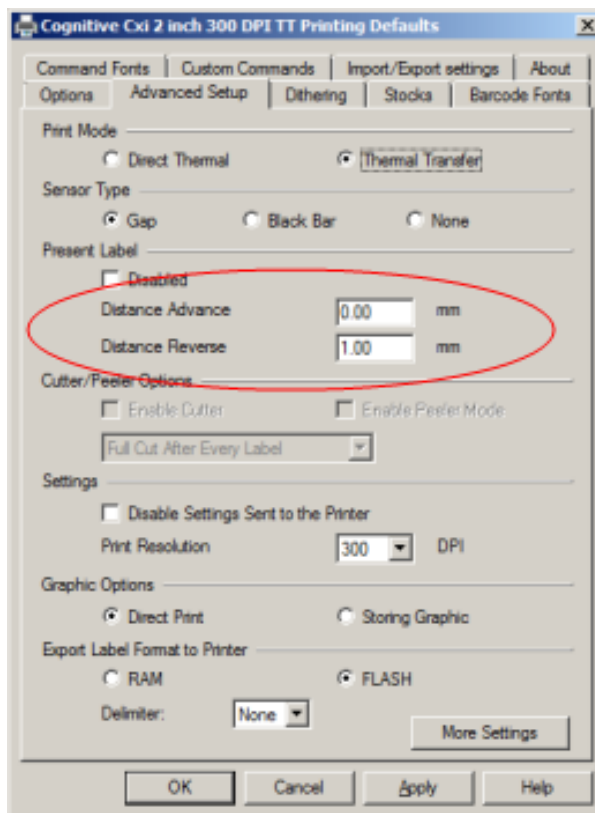 Cognitive Cxi 2 inch 300 DPI TT Printing Defaults
Command Fonts Custom Commands Import/Export settings About
Options Advanced Setup Dithering Stocks Barcode Fonts
Print Mode
Direct Thermal Thermal Transfer
Sensor Type
Gap Black Bar None
Present Label
Disabled
Distance Advance 0.00 mm
Distance Reverse 1.00 mm
Cutter/Peeler Options
Enable Cutter Enable Peeler Mode
Full Cut After Every Label
Settings
Disable Settings Sent to the Printer
Print Resolution 300 DPI
Graphic Options
Direct Print Storing Graphic
Export Label Format to Printer
RAM FLASH
Delimiter: None
More Settings
OK Cancel Apply Help